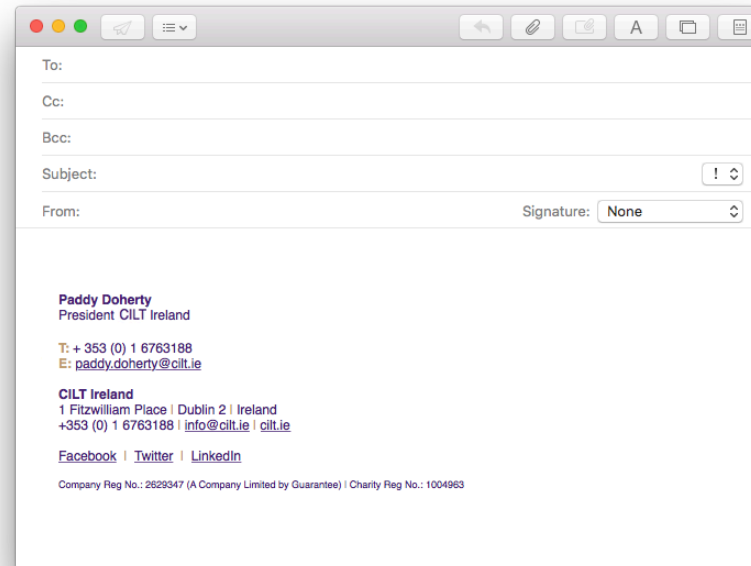 To:
Cc:
Bcc:
Subject: !
From: Signature: None
Paddy Doherty
President CILT Ireland
T: + 353 (0) 1 6763188
E: paddy.doherty@cilt.ie
CILT Ireland
1 Fitzwilliam Place | Dublin 2 | Ireland
+353 (0) 1 6763188 | info@cilt.ie | cilt.ie
Facebook | Twitter | LinkedIn
Company Reg No.: 2629347 (A Company Limited by Guarantee) | Charity Reg No.: 1004963